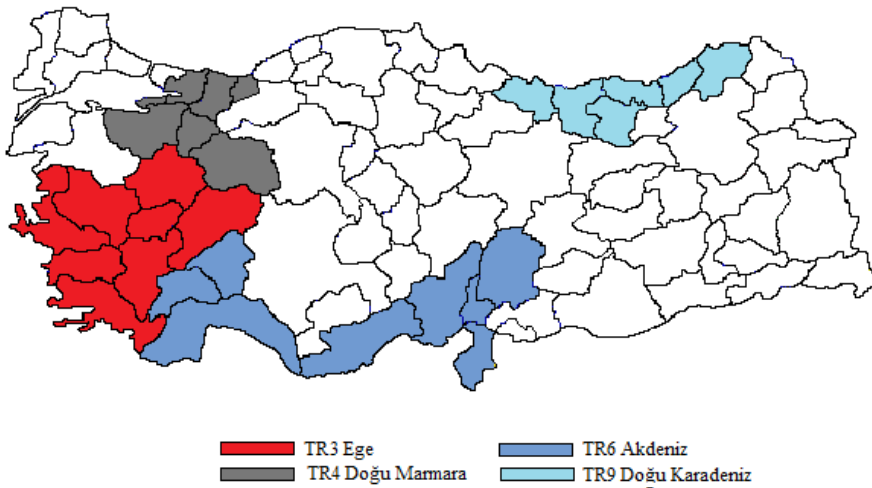 TR3 Ege
TR6 Akdeniz
TR4 Doğu Marmara
TR9 Doğu Karadeniz